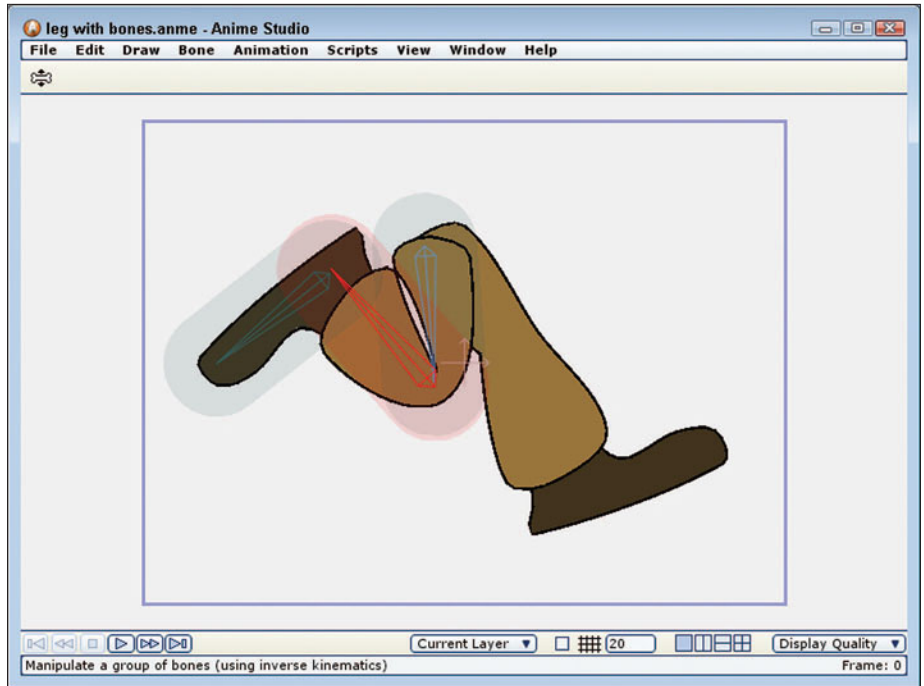 leg with bones.anme - Anime Studio
File Edit Draw Bone Animation Scripts View Window Help
Current Layer 20 Display Quality
Manipulate a group of bones (using inverse kinematics) Frame: 0